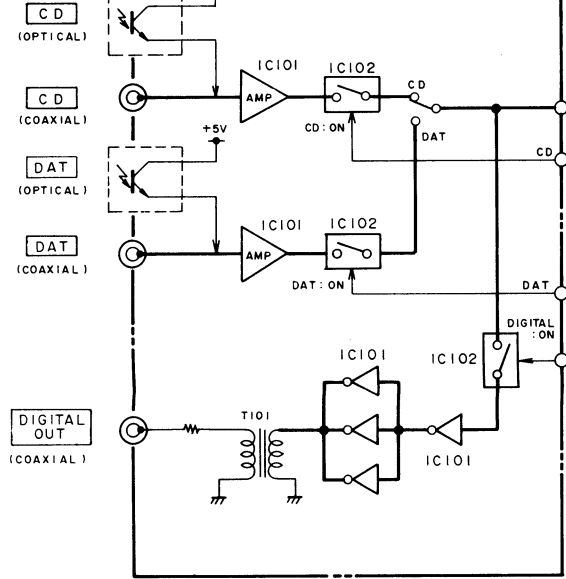 CD
(OPTICAL)
IC101
IC102
CD
CD
AMP
(COAXIAL)
CD:ON
+5V
DAT
CD
DAT
(OPTICAL)
IC101
IC102
DAT
AMP
(COAXIAL)
DAT:ON
DAT
DIGITAL
:ON
IC101
IC102
DIGITAL
OUT
T101
(COAXIAL)
IC101